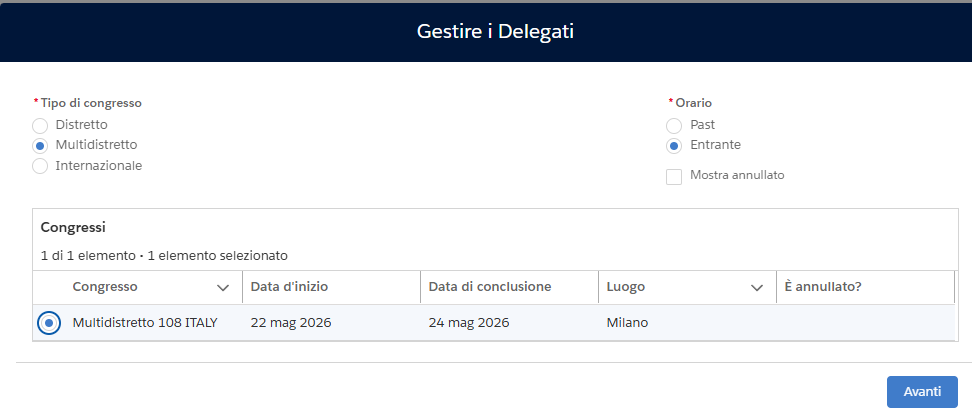 Gestire i Delegati
* Tipo di congresso
Distretto
Multidistretto
Internazionale
* Orario
Past
Entrante
Mostra annullato
Congressi
1 di 1 elemento • 1 elemento selezionato
Congresso Data d'inizio Data di conclusione Luogo È annullato?
Multidistretto 108 ITALY 22 mag 2026 24 mag 2026 Milano
Avanti